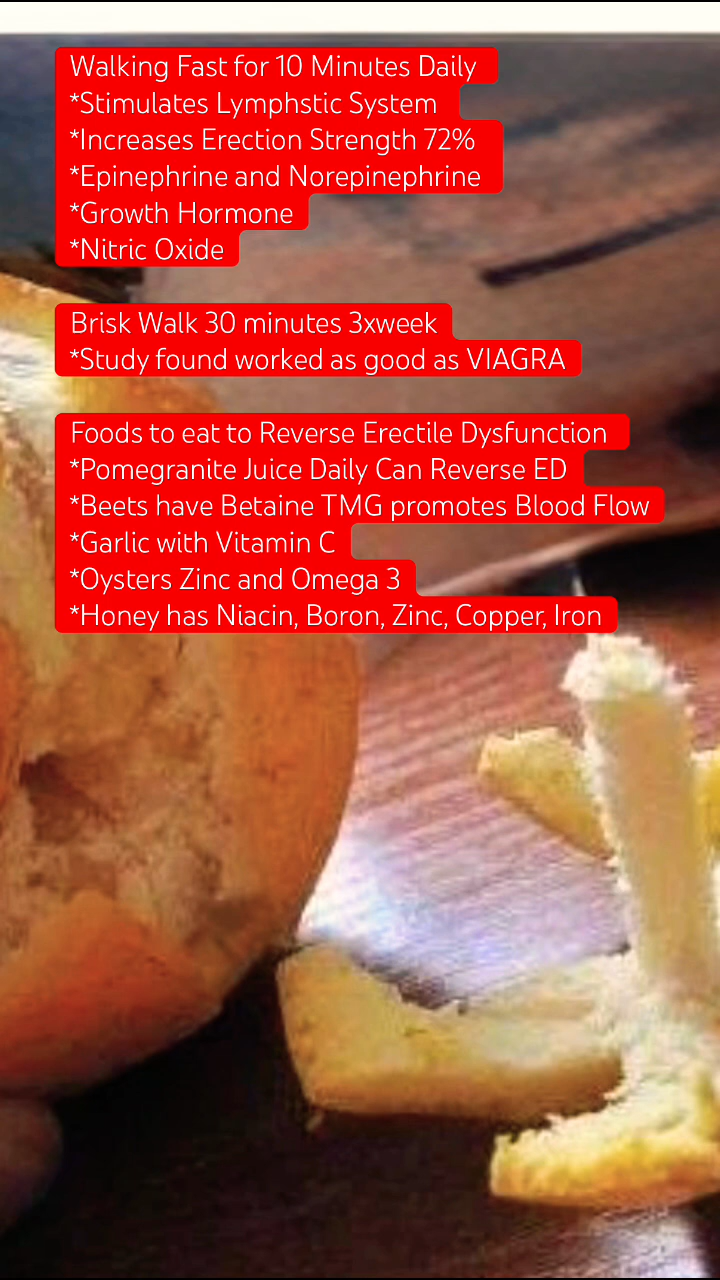 Walking Fast for 10 Minutes Daily
*Stimulates Lymphstic System
*Increases Erection Strength 72%
*Epinephrine and Norepinephrine
*Growth Hormone
*Nitric Oxide
Brisk Walk 30 minutes 3xweek
*Study found worked as good as VIAGRA
Foods to eat to Reverse Erectile Dysfunction
*Pomegranite Juice Daily Can Reverse ED
*Beets have Betaine TMG promotes Blood Flow
*Garlic with Vitamin C
*Oysters Zinc and Omega 3
*Honey has Niacin, Boron, Zinc, Copper, Iron